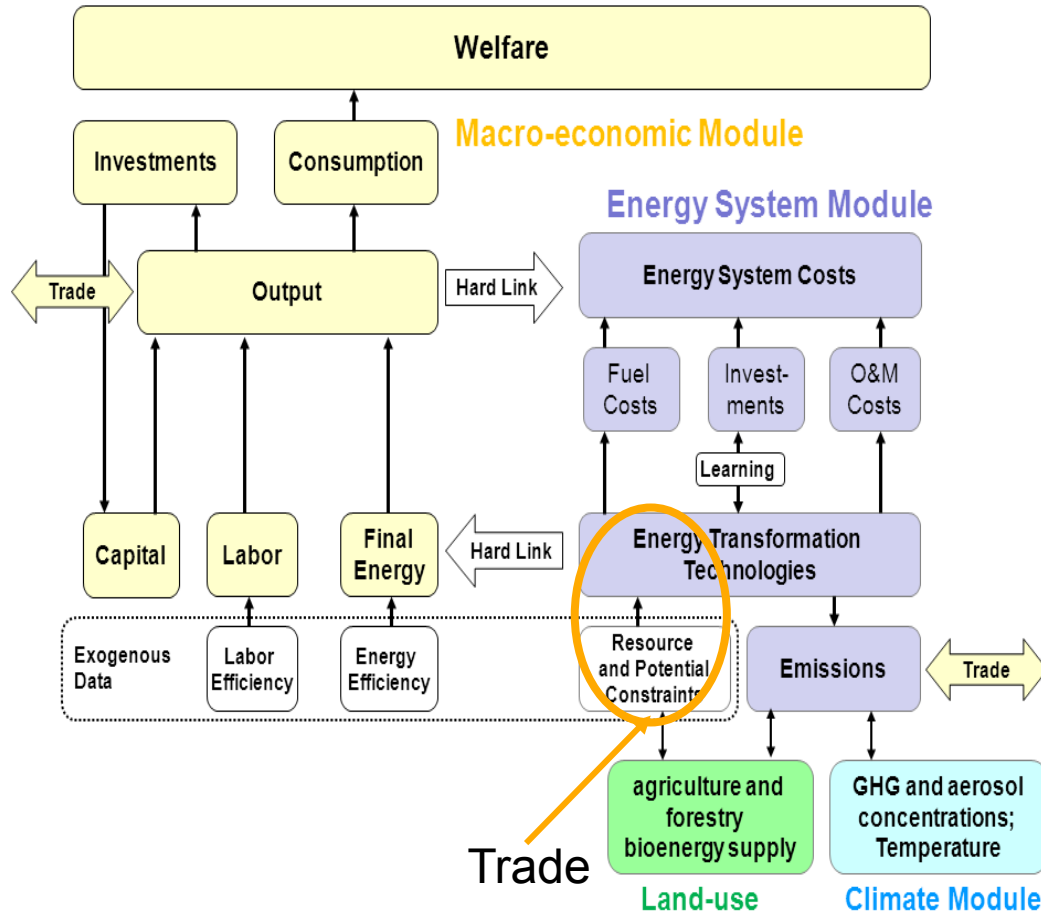 Welfare
Macro-economic Module
Investments
Consumption
Energy System Module
Trade
Output
Hard Link
Energy System Costs
Fuel
Costs
Invest-
ments
O&M
Costs
Learning
Capital
Labor
Final
Energy
Hard Link
Energy Transformation
Technologies
Exogenous
Data
Labor
Efficiency
Energy
Efficiency
Resource
and Potential
Constraints
Emissions
Trade
agriculture and
forestry
bioenergy supply
GHG and aerosol
concentrations;
Temperature
Trade
Land-use
Climate Module